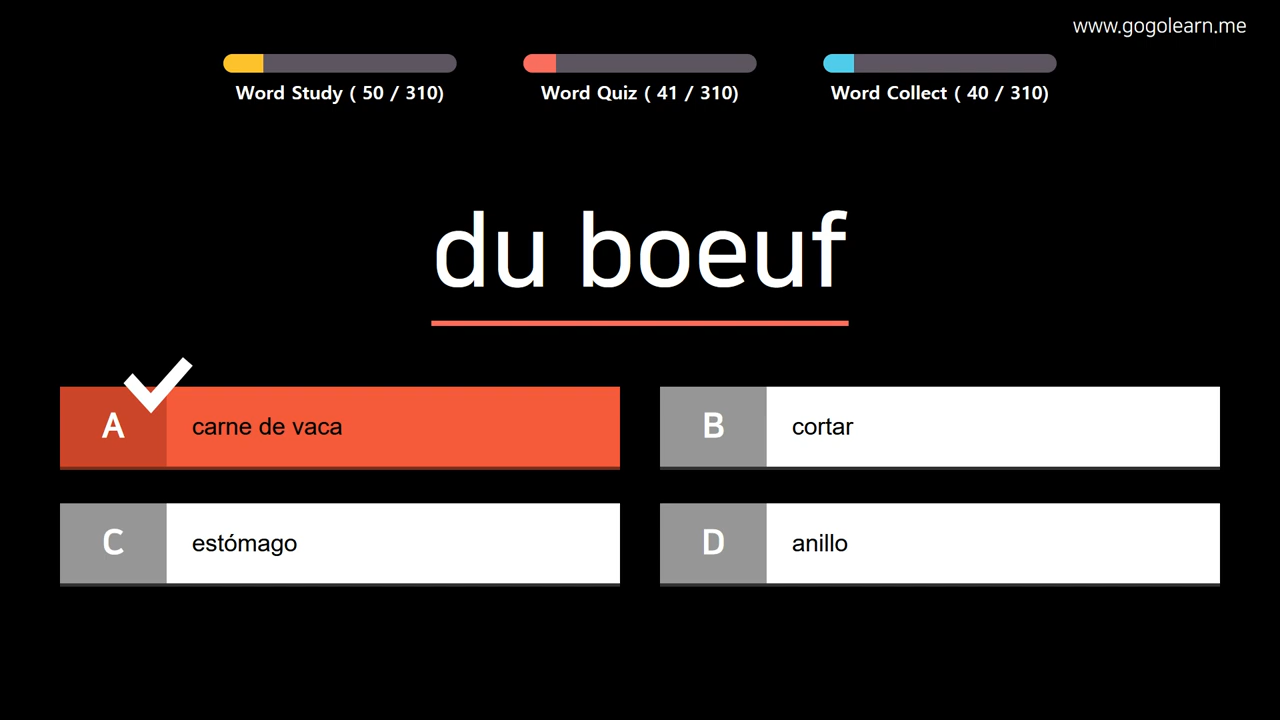 www.gogolearn.me
Word Study ( 50 / 310)
Word Quiz ( 41 / 310)
Word Collect ( 40 / 310)
du boeuf
A carne de vaca
B cortar
C estómago
D anillo